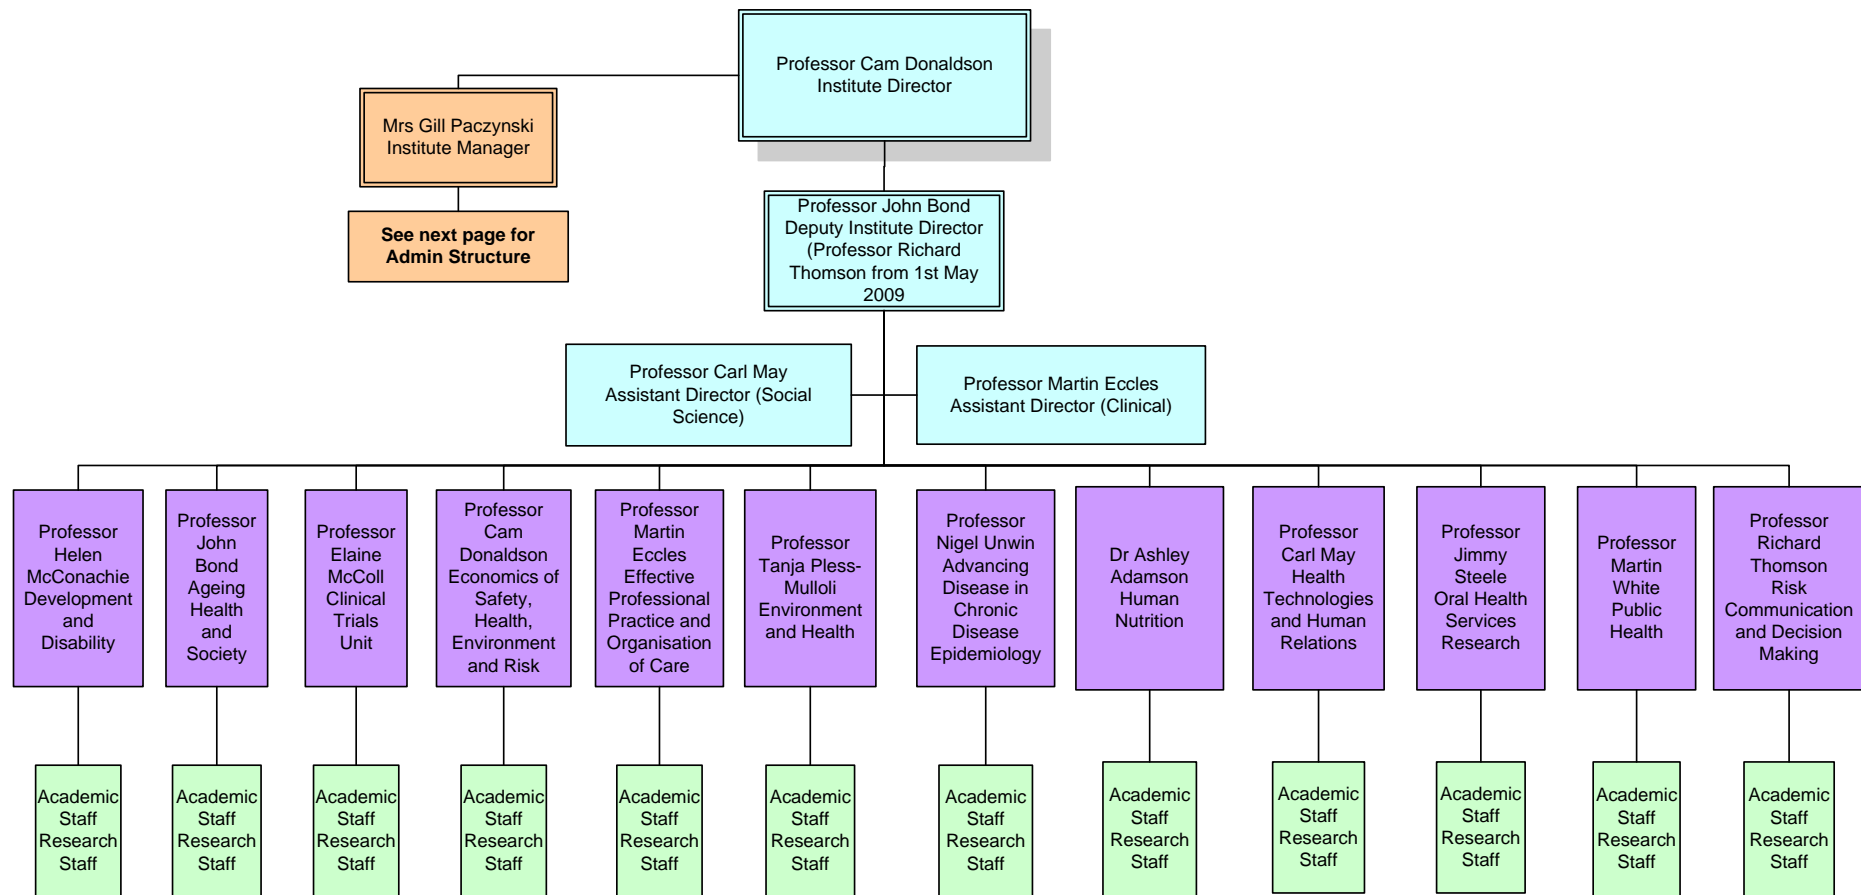 Professor Cam Donaldson
Institute Director
Mrs Gill Paczynski
Institute Manager
See next page for
Admin Structure
Professor John Bond
Deputy Institute Director
(Professor Richard
Thomson from 1st May
2009
Professor Carl May
Assistant Director (Social
Science)
Professor Martin Eccles
Assistant Director (Clinical)
Professor
Helen
McConachie
Development
and
Disability
Professor
John
Bond
Ageing
Health
and
Society
Professor
Elaine
McColl
Clinical
Trials
Unit
Professor
Cam
Donaldson
Economics of
Safety,
Health,
Environment
and Risk
Professor
Martin
Eccles
Effective
Professional
Practice and
Organisation
of Care
Professor
Tanja Pless-
Mulloli
Environment
and Health
Professor
Nigel Unwin
Advancing
Disease in
Chronic
Disease
Epidemiology
Dr Ashley
Adamson
Human
Nutrition
Professor
Carl May
Health
Technologies
and Human
Relations
Professor
Jimmy
Steele
Oral Health
Services
Research
Professor
Martin
White
Public
Health
Professor
Richard
Thomson
Risk
Communication
and Decision
Making
Academic
Staff
Research
Staff
Academic
Staff
Research
Staff
Academic
Staff
Research
Staff
Academic
Staff
Research
Staff
Academic
Staff
Research
Staff
Academic
Staff
Research
Staff
Academic
Staff
Research
Staff
Academic
Staff
Research
Staff
Academic
Staff
Research
Staff
Academic
Staff
Research
Staff
Academic
Staff
Research
Staff
Academic
Staff
Research
Staff